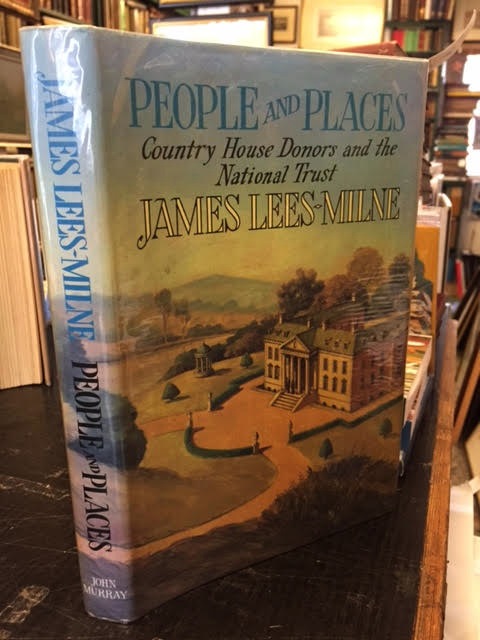 PEOPLE AND PLACES
Country House Donors and the
National Trust
JAMES LEES-MILNE
JAMES LEES-MILNE
PEOPLE AND PLACES
JOHN
MURRAY